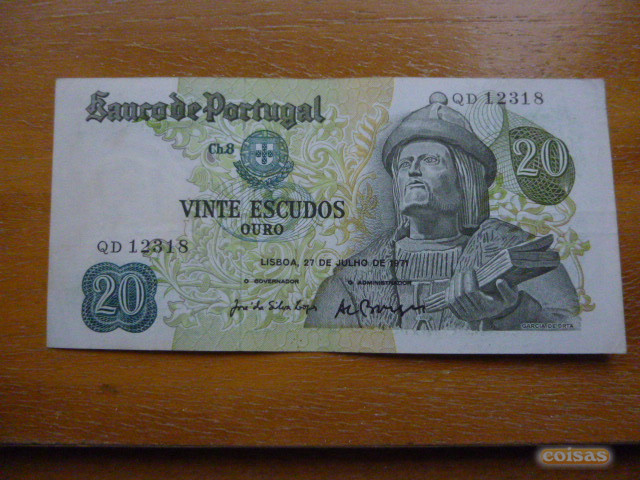 Banco de Portugal
QD 12318
Ch.8
20
VINTE ESCUDOS
OURO
QD 12318
LISBOA, 27 DE JULHO DE 1971
O GOVERNADOR
O ADMINISTRADOR
20
GARCIA DE ORTA
coisas